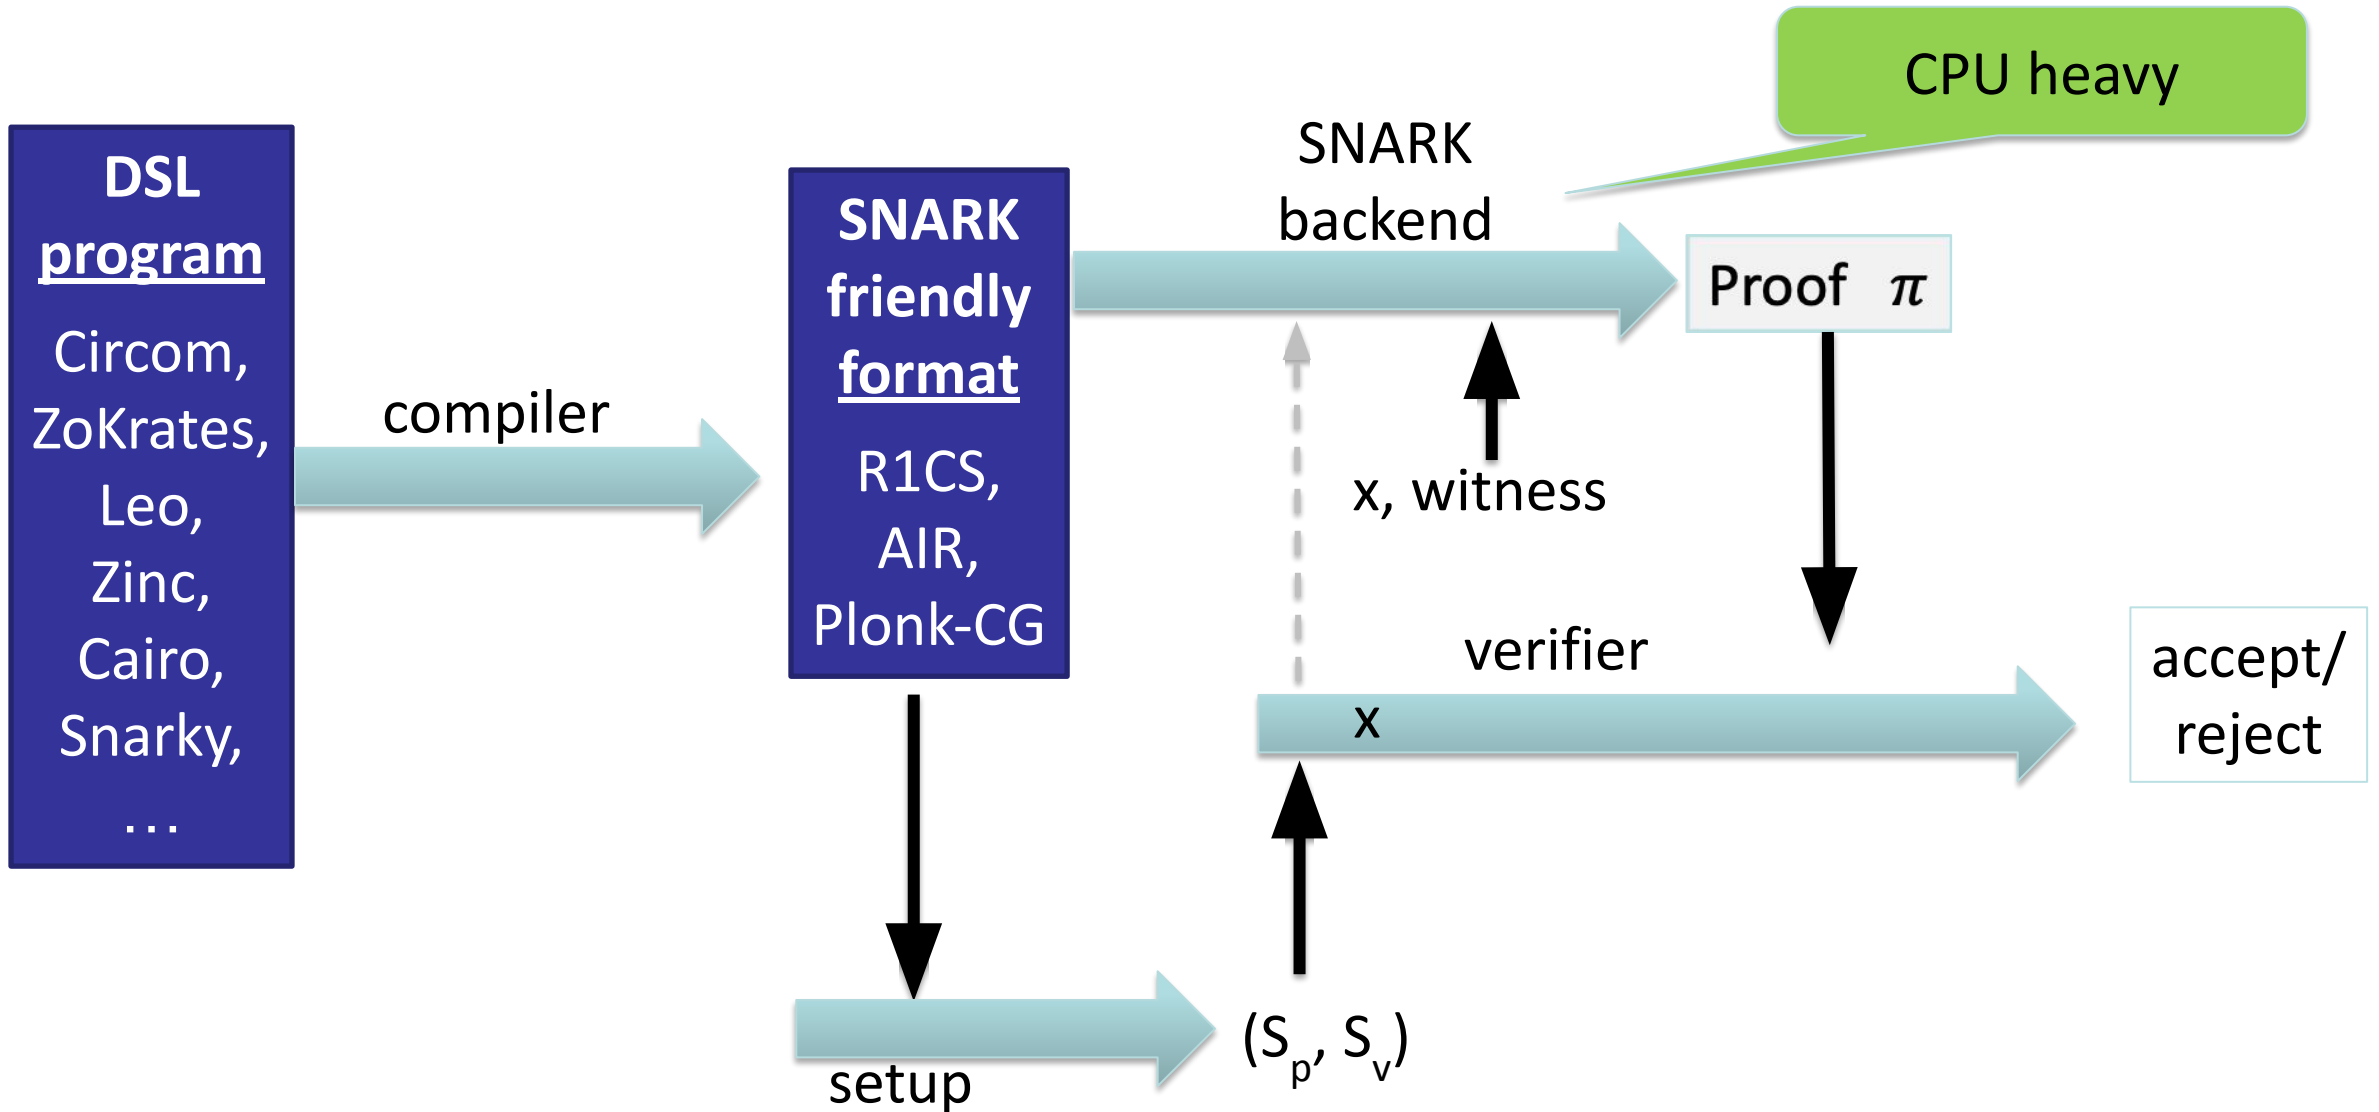 DSL
program
Circom,
ZoKrates,
Leo,
Zinc,
Cairo,
Snarky,
...
compiler
SNARK
friendly
format
R1CS,
AIR,
Plonk-CG
setup
(Sp, Sv)
SNARK
backend
CPU heavy
Proof π
x, witness
verifier
x
accept/
reject